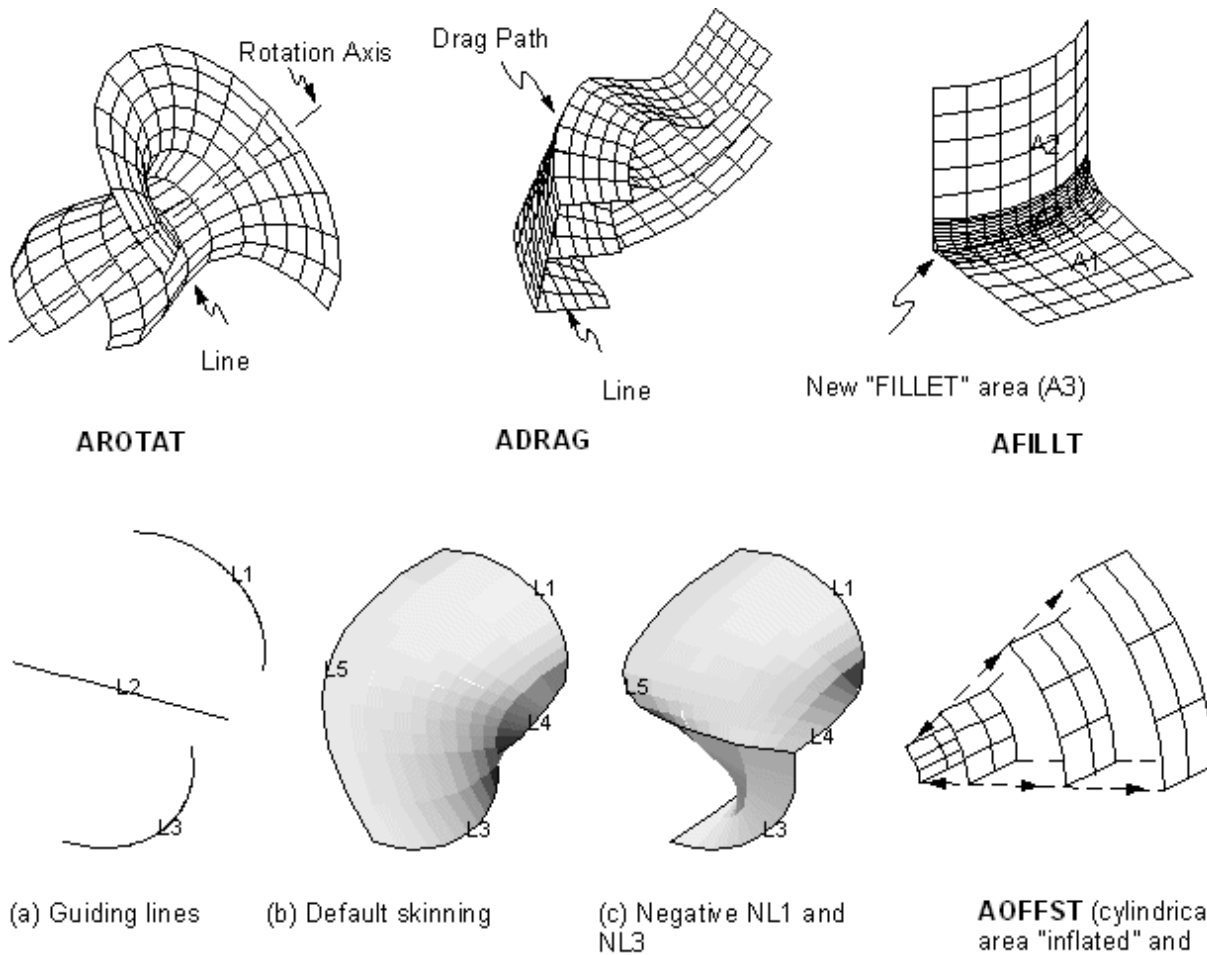 Rotation Axis
Line
AROTAT
Drag Path
Line
ADRAG
A2
A1
New "FILLET" area (A3)
AFILLT
L1
L2
L3
(a) Guiding lines
L1
L5
L4
L3
(b) Default skinning
L1
L5
L4
L3
(c) Negative NL1 and
NL3
AOFFST (cylindrica
area "inflated" and